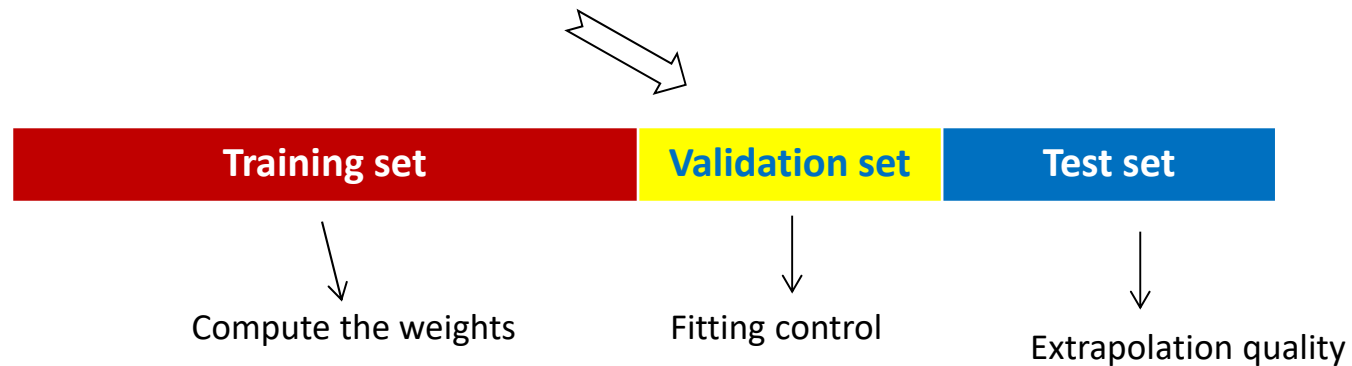 Training set
Validation set
Test set
Compute the weights
Fitting control
Extrapolation quality